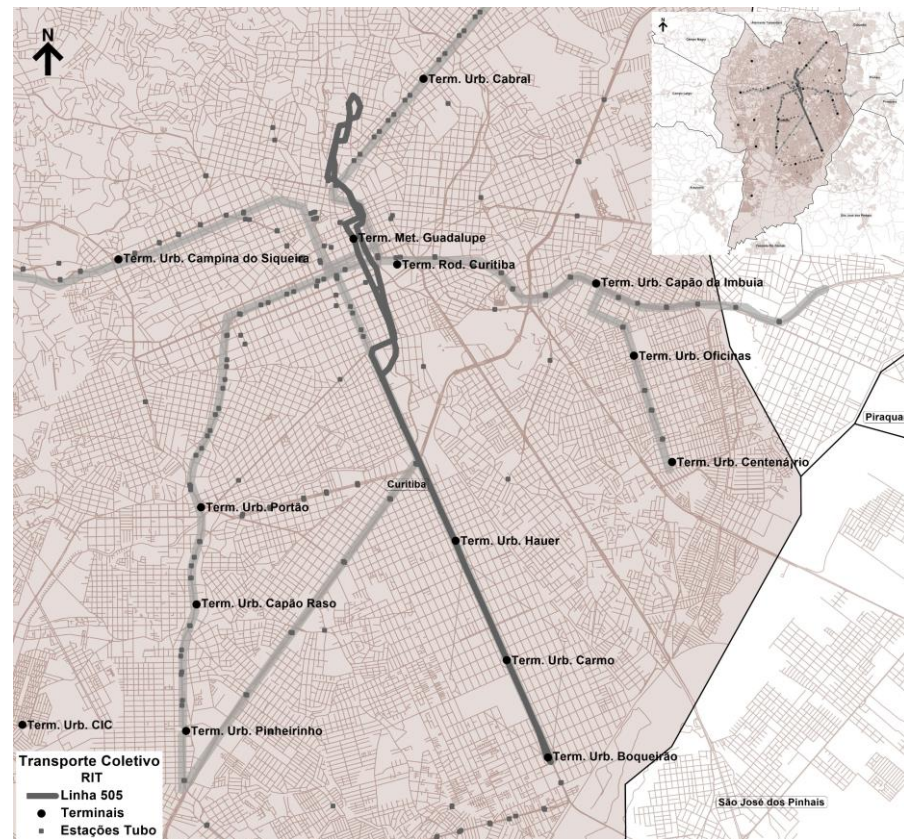 N
Term. Urb. Cabral
Term. Met. Guadalupe
Term. Urb. Campina do Siqueira
Term. Rod. Curitiba
Term. Urb. Capão da Imbuia
Term. Urb. Oficinas
Piraqua
Term. Urb. Centenário
Curitiba
Term. Urb. Portão
Term. Urb. Hauer
Term. Urb. Capão Raso
Term. Urb. Carmo
Term. Urb. CIC
Term. Urb. Pinheirinho
Term. Urb. Boqueirão
São José dos Pinhais
Transporte Coletivo
RIT
Linha 505
Terminais
Estações Tubo